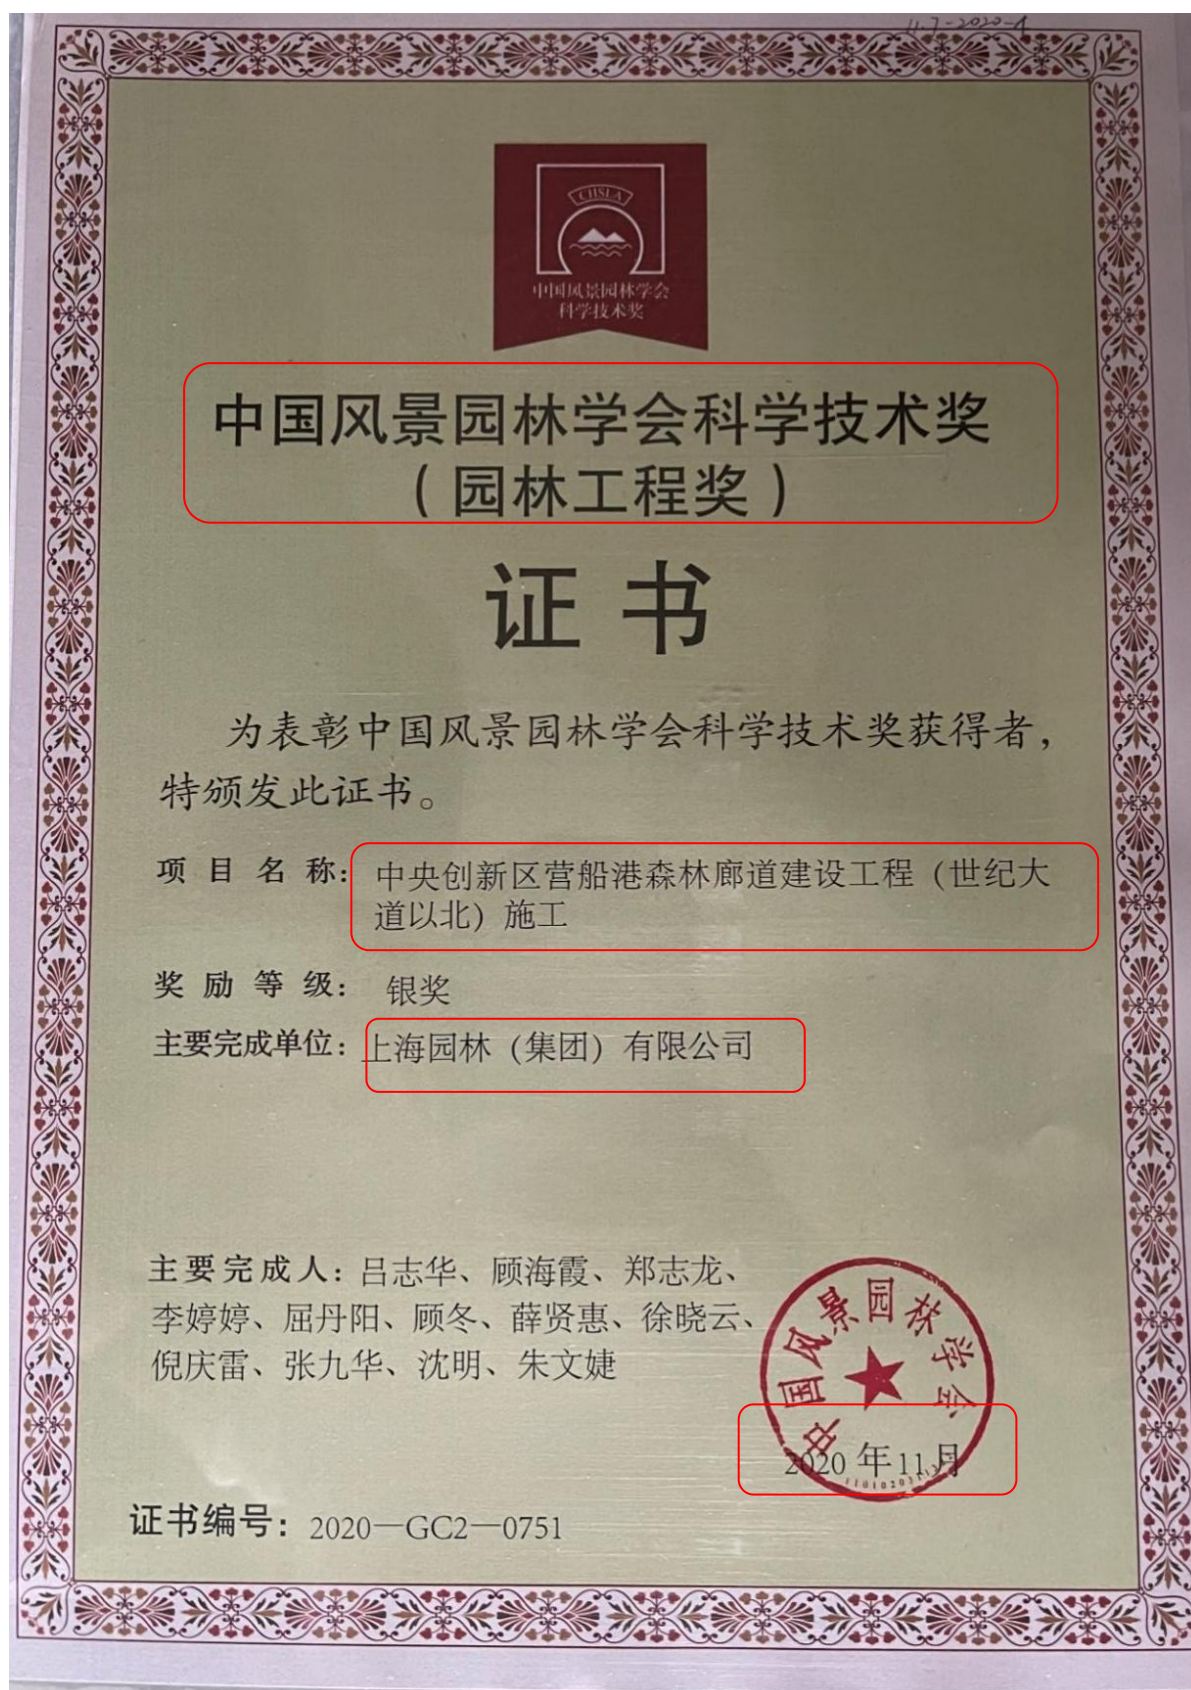 11.7-2020-1
CHSLA
中国风景园林学会
科学技术奖
中国风景园林学会科学技术奖
（园林工程奖）
证书
为表彰中国风景园林学会科学技术奖获得者，
特颁发此证书。
项目名称：中央创新区营船港森林廊道建设工程（世纪大
道以北）施工
奖励等级：银奖
主要完成单位：上海园林（集团）有限公司
主要完成人：吕志华、顾海霞、郑志龙、
李婷婷、屈丹阳、顾冬、薛贤惠、徐晓云、
倪庆雷、张九华、沈明、朱文婕
中国风景园林学会
2020年11月
证书编号：2020—GC2—0751